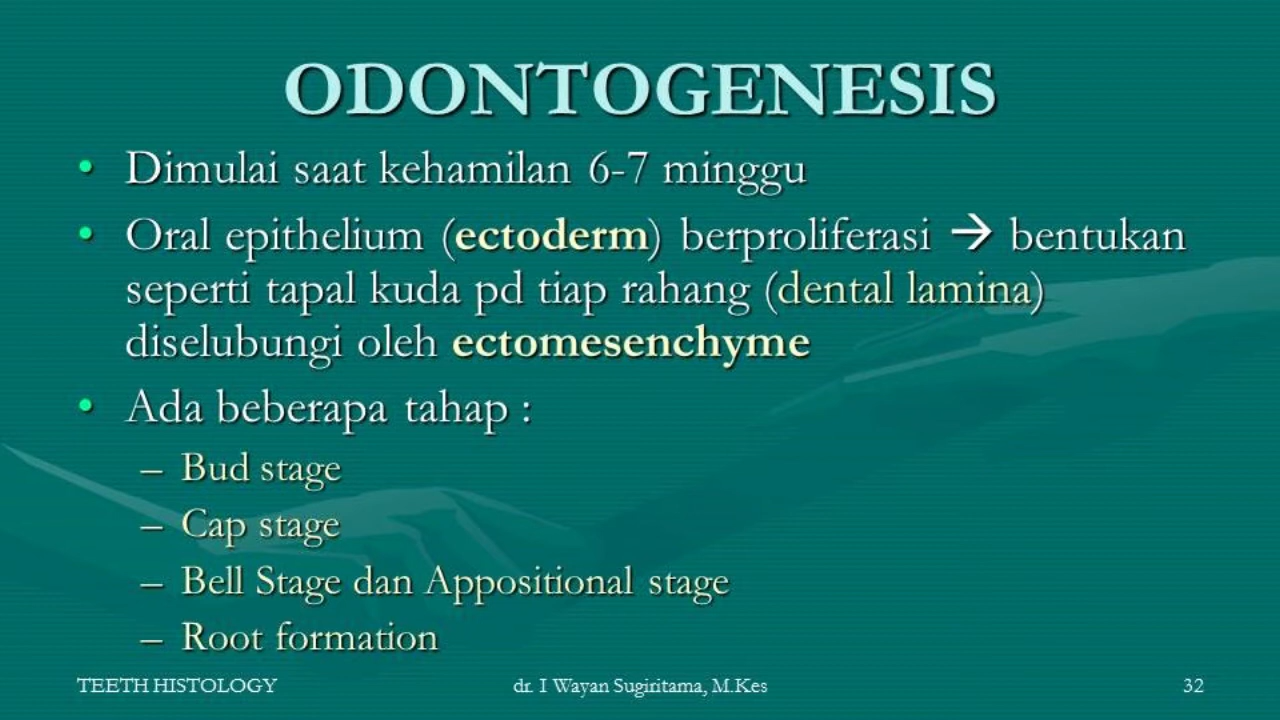 ODONTOGENESIS
• Dimulai saat kehamilan 6-7 minggu
• Oral epithelium (ectoderm) berproliferasi → bentukan
seperti tapal kuda pd tiap rahang (dental lamina)
diselubungi oleh ectomesenchyme
• Ada beberapa tahap :
– Bud stage
– Cap stage
– Bell Stage dan Appositional stage
– Root formation
TEETH HISTOLOGY
dr. I Wayan Sugiritama, M.Kes
32